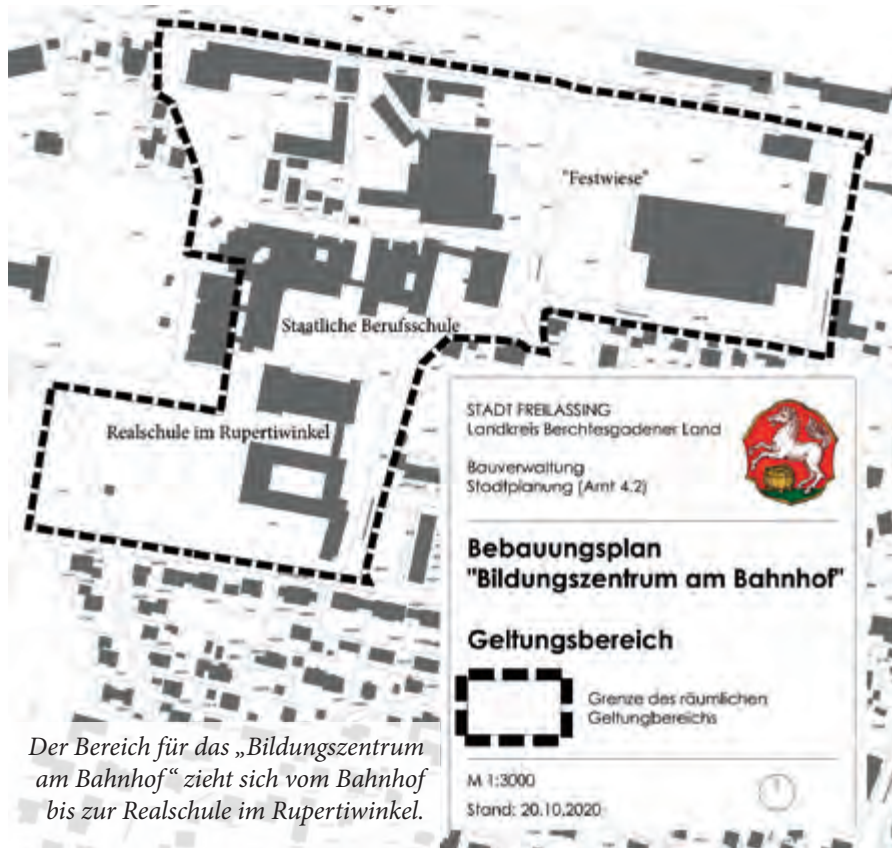 "Festwiese"
Staatliche Berufsschule
Realschule im Rupertiwinkel
STADT FREILASSING
Landkreis Berchtesgadener Land
Bauverwaltung
Stadtplanung (Amt 4.2)
Bebauungsplan
"Bildungszentrum am Bahnhof"
Geltungsbereich
Grenze des räumlichen
Geltungbereichs
M 1:3000
Stand: 20.10.2020
Der Bereich für das „Bildungszentrum
am Bahnhof“ zieht sich vom Bahnhof
bis zur Realschule im Rupertiwinkel.